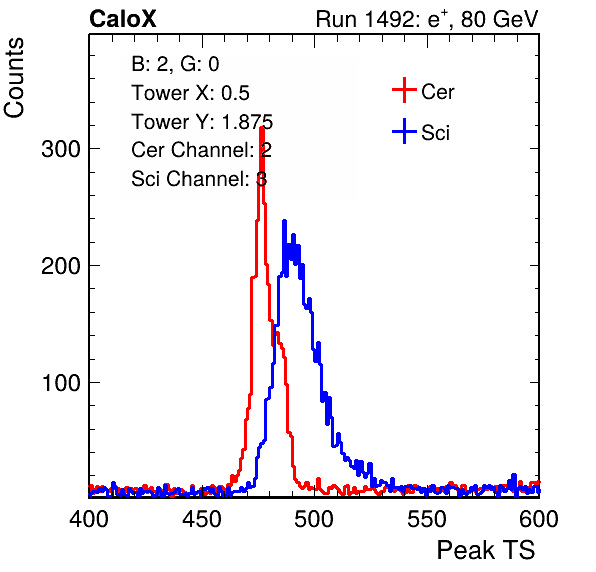 CaloX Run 1492: e⁺, 80 GeV
Counts
B: 2, G: 0
Tower X: 0.5
Tower Y: 1.875
Cer Channel: 2
Sci Channel: 3
Cer
Sci
300
200
100
400 450 500 550 600
Peak TS